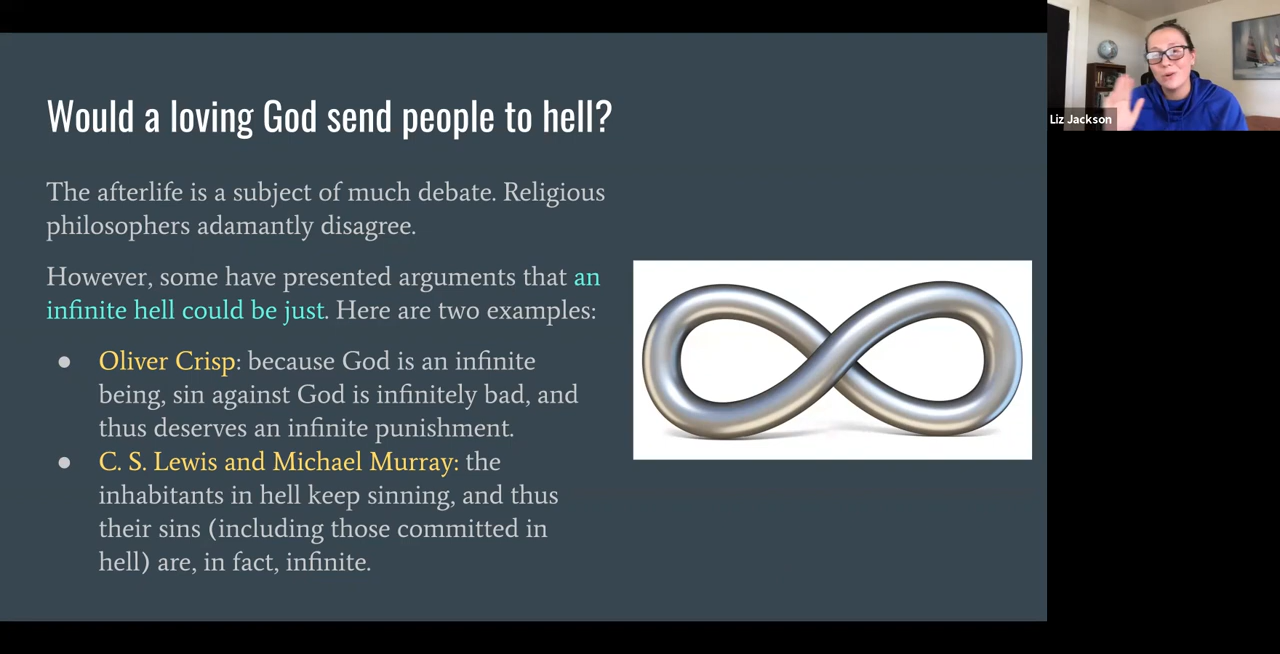 Would a loving God send people to hell?
The afterlife is a subject of much debate. Religious
philosophers adamantly disagree.
However, some have presented arguments that an
infinite hell could be just. Here are two examples:
● Oliver Crisp: because God is an infinite
being, sin against God is infinitely bad, and
thus deserves an infinite punishment.
● C. S. Lewis and Michael Murray: the
inhabitants in hell keep sinning, and thus
their sins (including those committed in
hell) are, in fact, infinite.
Liz Jackson